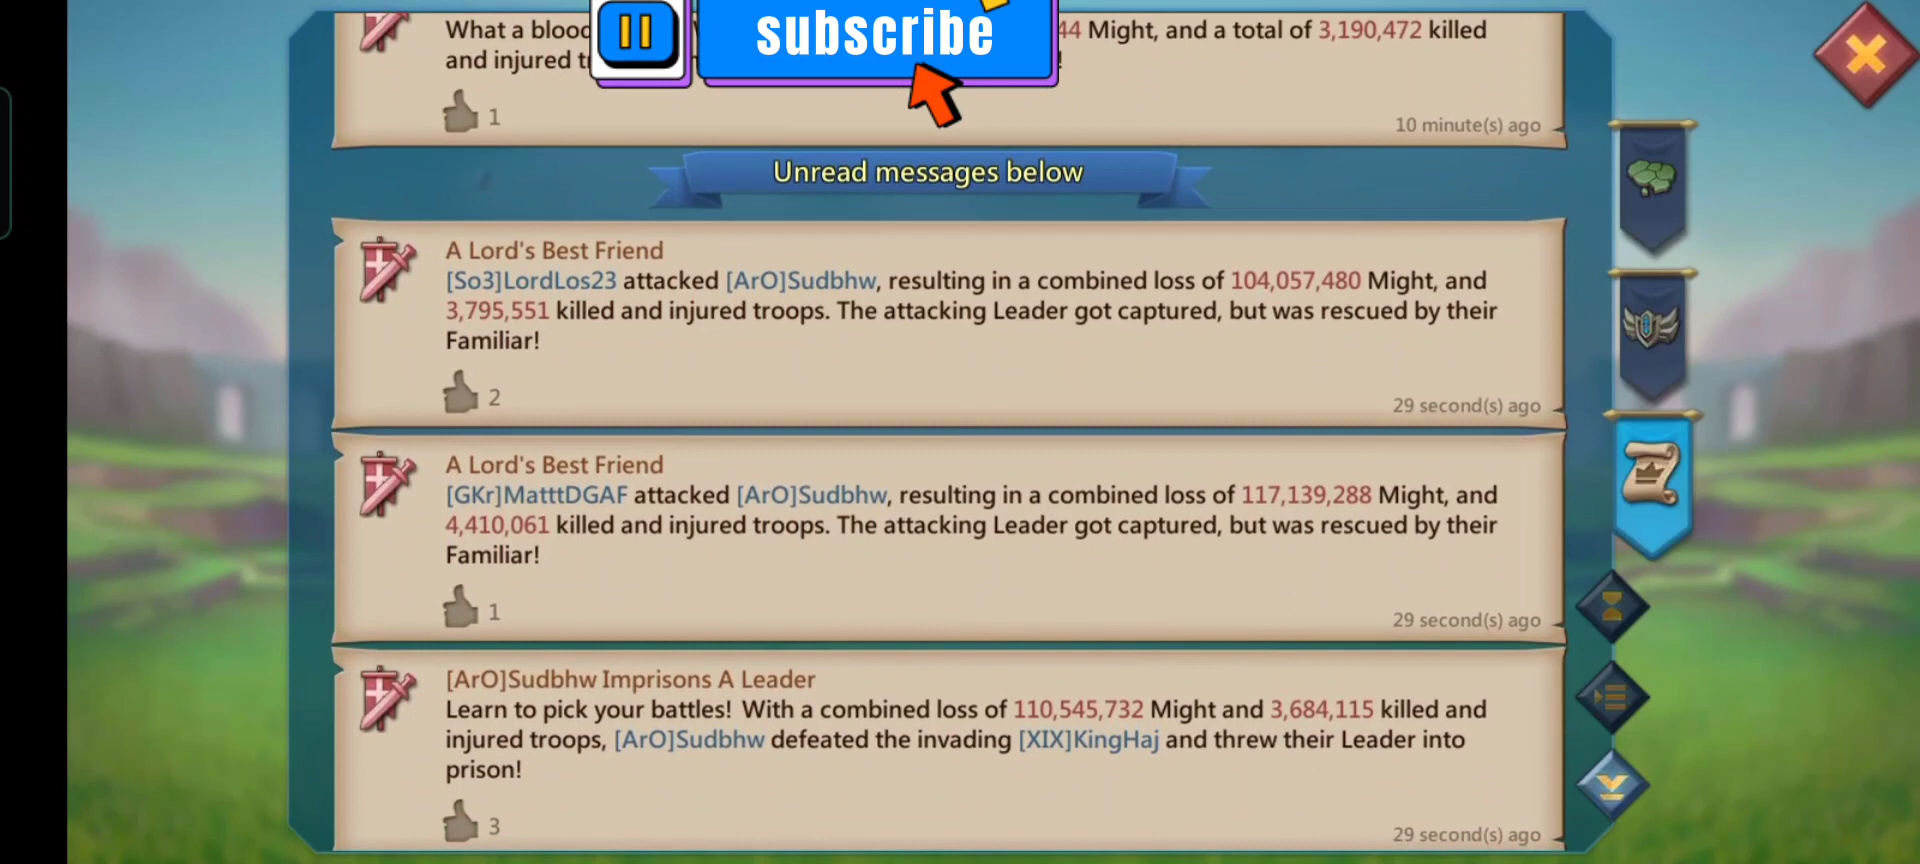 What a blood
44 Might, and a total of 3,190,472 killed
and injured
subscribe
1
10 minute(s) ago
Unread messages below
A Lord's Best Friend
[So3]LordLos23 attacked [ArO]Sudbhw, resulting in a combined loss of 104,057,480 Might, and
3,795,551 killed and injured troops. The attacking Leader got captured, but was rescued by their
Familiar!
2
29 second(s) ago
A Lord's Best Friend
[GKr]MatttDGAF attacked [ArO]Sudbhw, resulting in a combined loss of 117,139,288 Might, and
4,410,061 killed and injured troops. The attacking Leader got captured, but was rescued by their
Familiar!
1
29 second(s) ago
[ArO]Sudbhw Imprisons A Leader
Learn to pick your battles! With a combined loss of 110,545,732 Might and 3,684,115 killed and
injured troops, [ArO]Sudbhw defeated the invading [XIX]KingHaj and threw their Leader into
prison!
3
29 second(s) ago